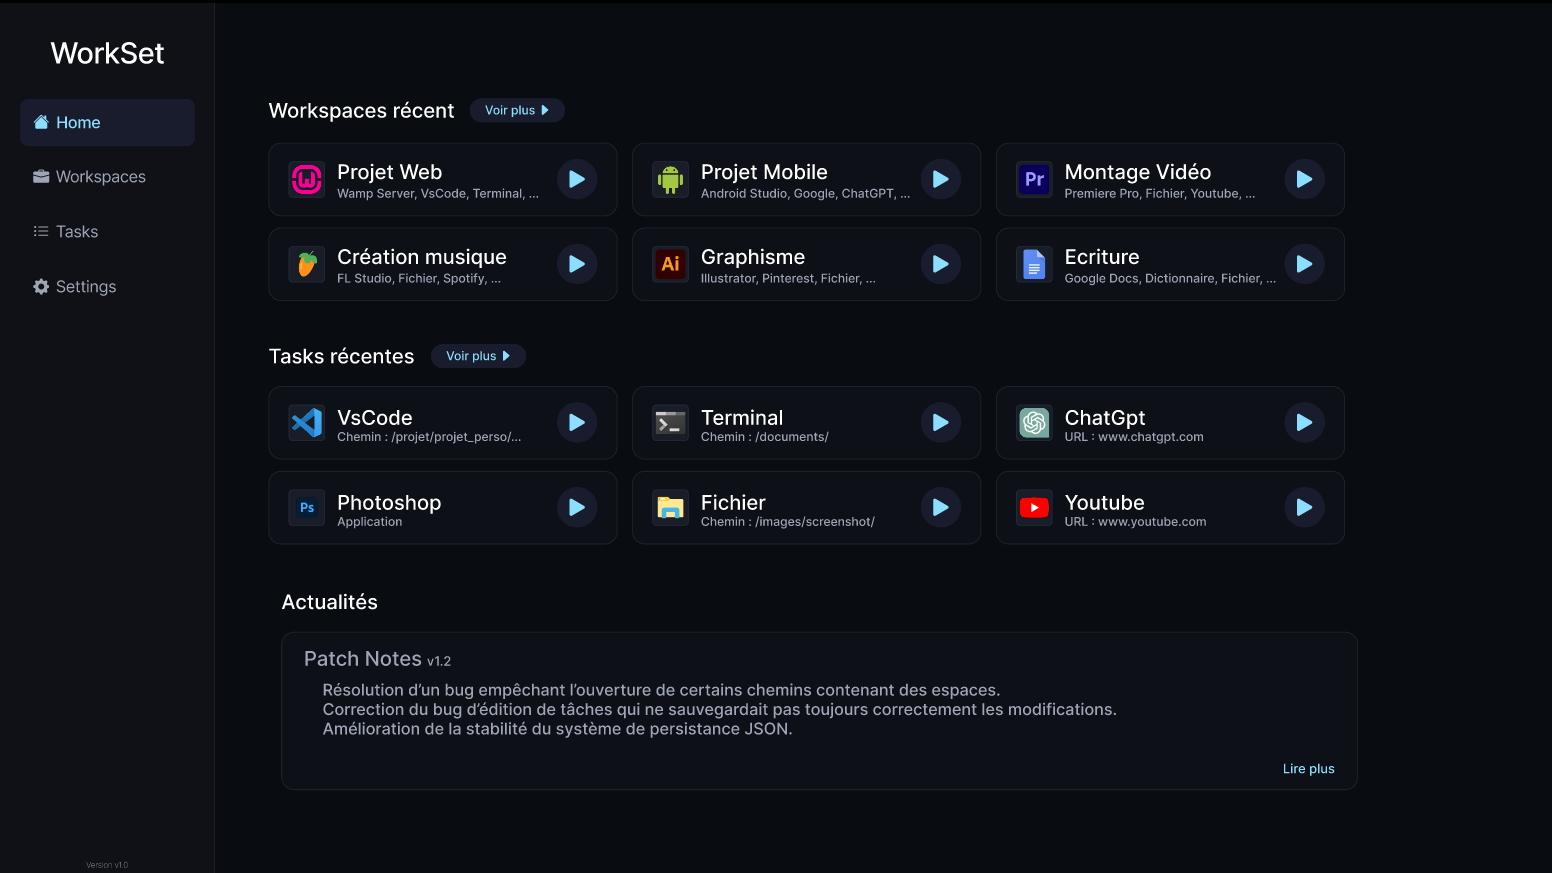 WorkSet
Home
Workspaces
Tasks
Settings
Version v1.0
Workspaces récent
Voir plus
Projet Web
Wamp Server, VsCode, Terminal, ...
Projet Mobile
Android Studio, Google, ChatGPT, ...
Pr
Montage Vidéo
Premiere Pro, Fichier, Youtube, ...
Création musique
FL Studio, Fichier, Spotify, ...
Ai
Graphisme
Illustrator, Pinterest, Fichier, ...
Ecriture
Google Docs, Dictionnaire, Fichier, ...
Tasks récentes
Voir plus
VsCode
Chemin : /projet/projet_perso/...
Terminal
Chemin : /documents/
ChatGpt
URL : www.chatgpt.com
Ps
Photoshop
Application
Fichier
Chemin : /images/screenshot/
Youtube
URL : www.youtube.com
Actualités
Patch Notes v1.2
Résolution d’un bug empêchant l’ouverture de certains chemins contenant des espaces.
Correction du bug d’édition de tâches qui ne sauvegardait pas toujours correctement les modifications.
Amélioration de la stabilité du système de persistance JSON.
Lire plus